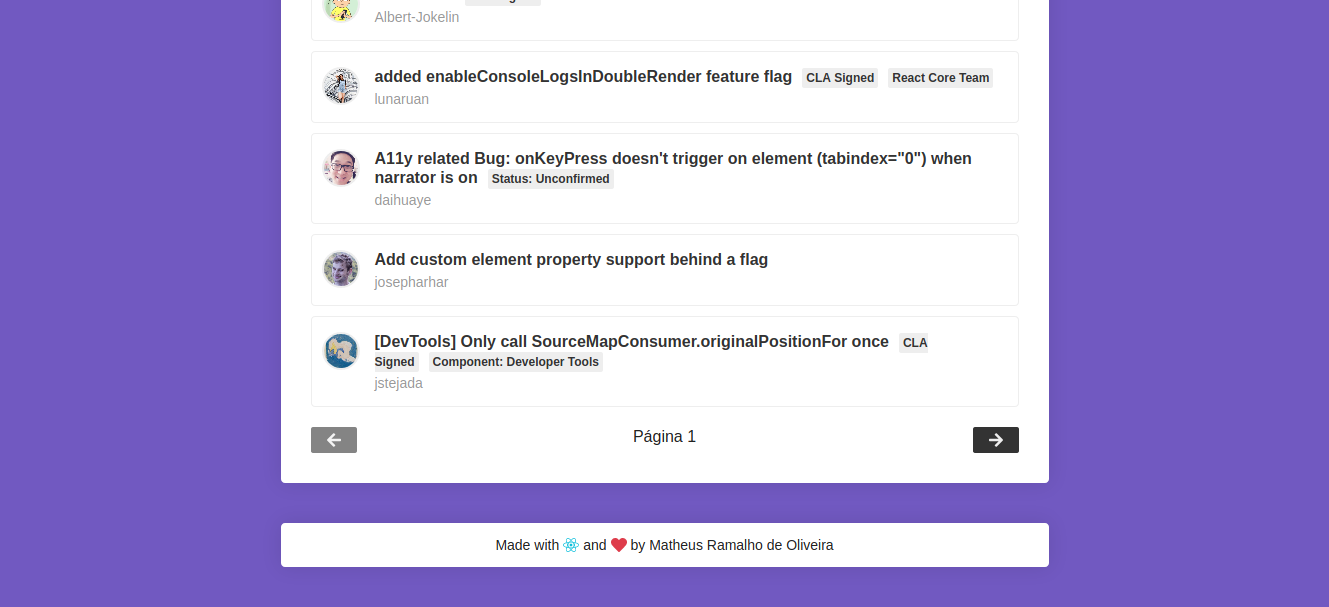 Albert-Jokelin
added enableConsoleLogsInDoubleRender feature flag CLA Signed React Core Team
lunaruan
A11y related Bug: onKeyPress doesn't trigger on element (tabindex="0") when
narrator is on Status: Unconfirmed
daihuaye
Add custom element property support behind a flag
josepharhar
[DevTools] Only call SourceMapConsumer.originalPositionFor once CLA
Signed Component: Developer Tools
jstejada
Página 1
Made with and by Matheus Ramalho de Oliveira